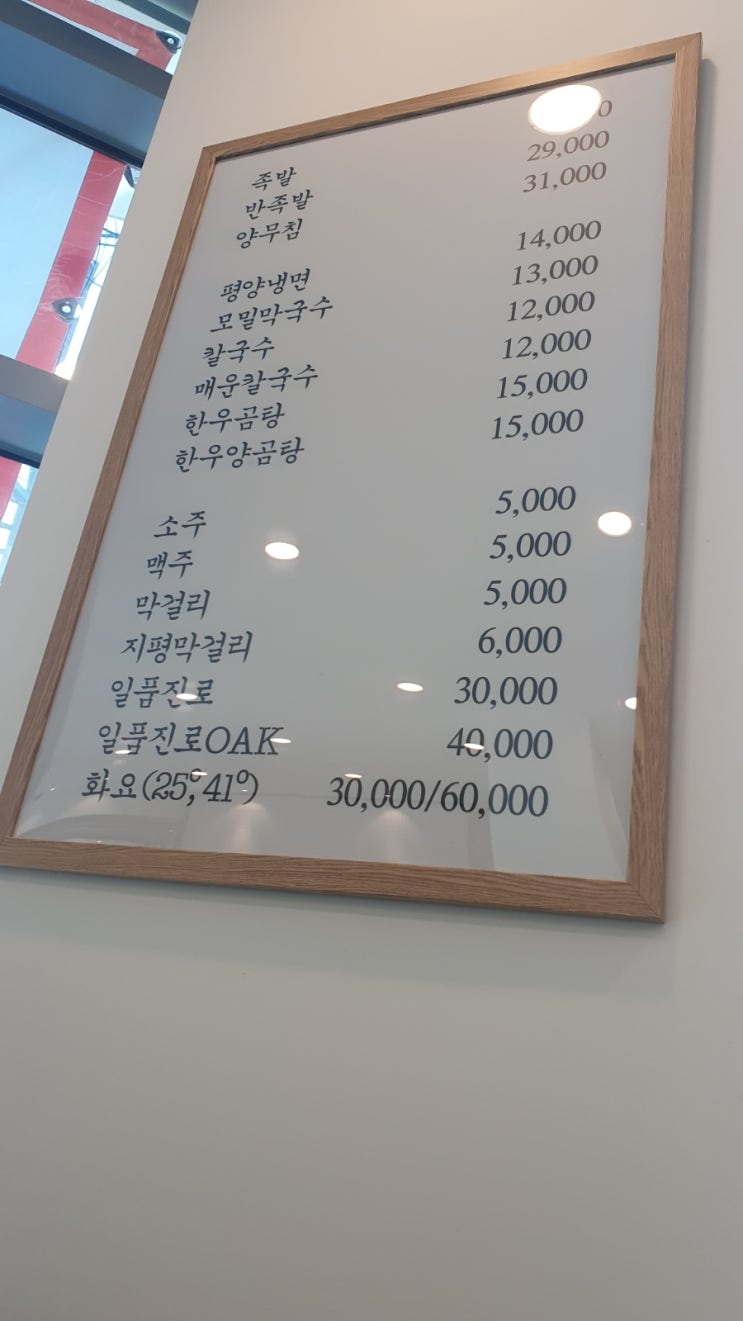 족발 0
반족발 29,000
양무침 31,000
평양냉면 14,000
모밀막국수 13,000
칼국수 12,000
매운칼국수 12,000
한우곰탕 15,000
한우양곰탕 15,000
소주 5,000
맥주 5,000
막걸리 5,000
지평막걸리 6,000
일품진로 30,000
일품진로OAK 40,000
화요(25°,41°) 30,000/60,000